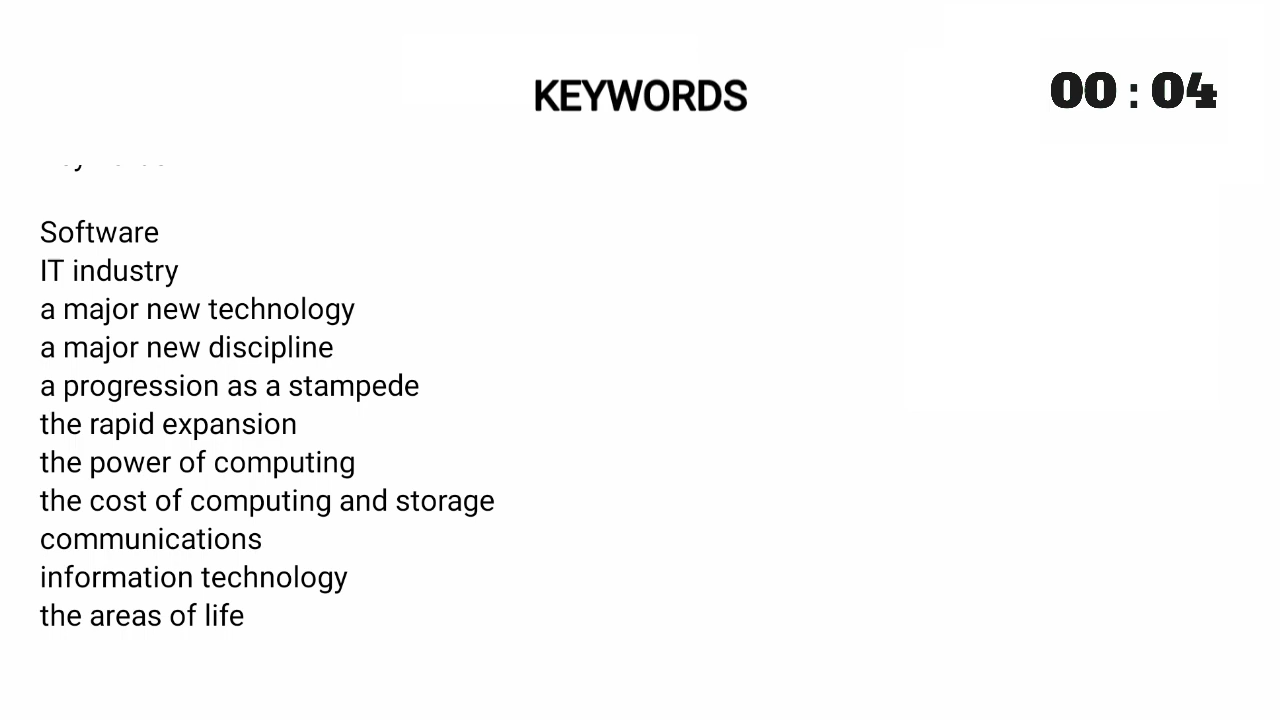 KEYWORDS
00 : 04
Software
IT industry
a major new technology
a major new discipline
a progression as a stampede
the rapid expansion
the power of computing
the cost of computing and storage
communications
information technology
the areas of life